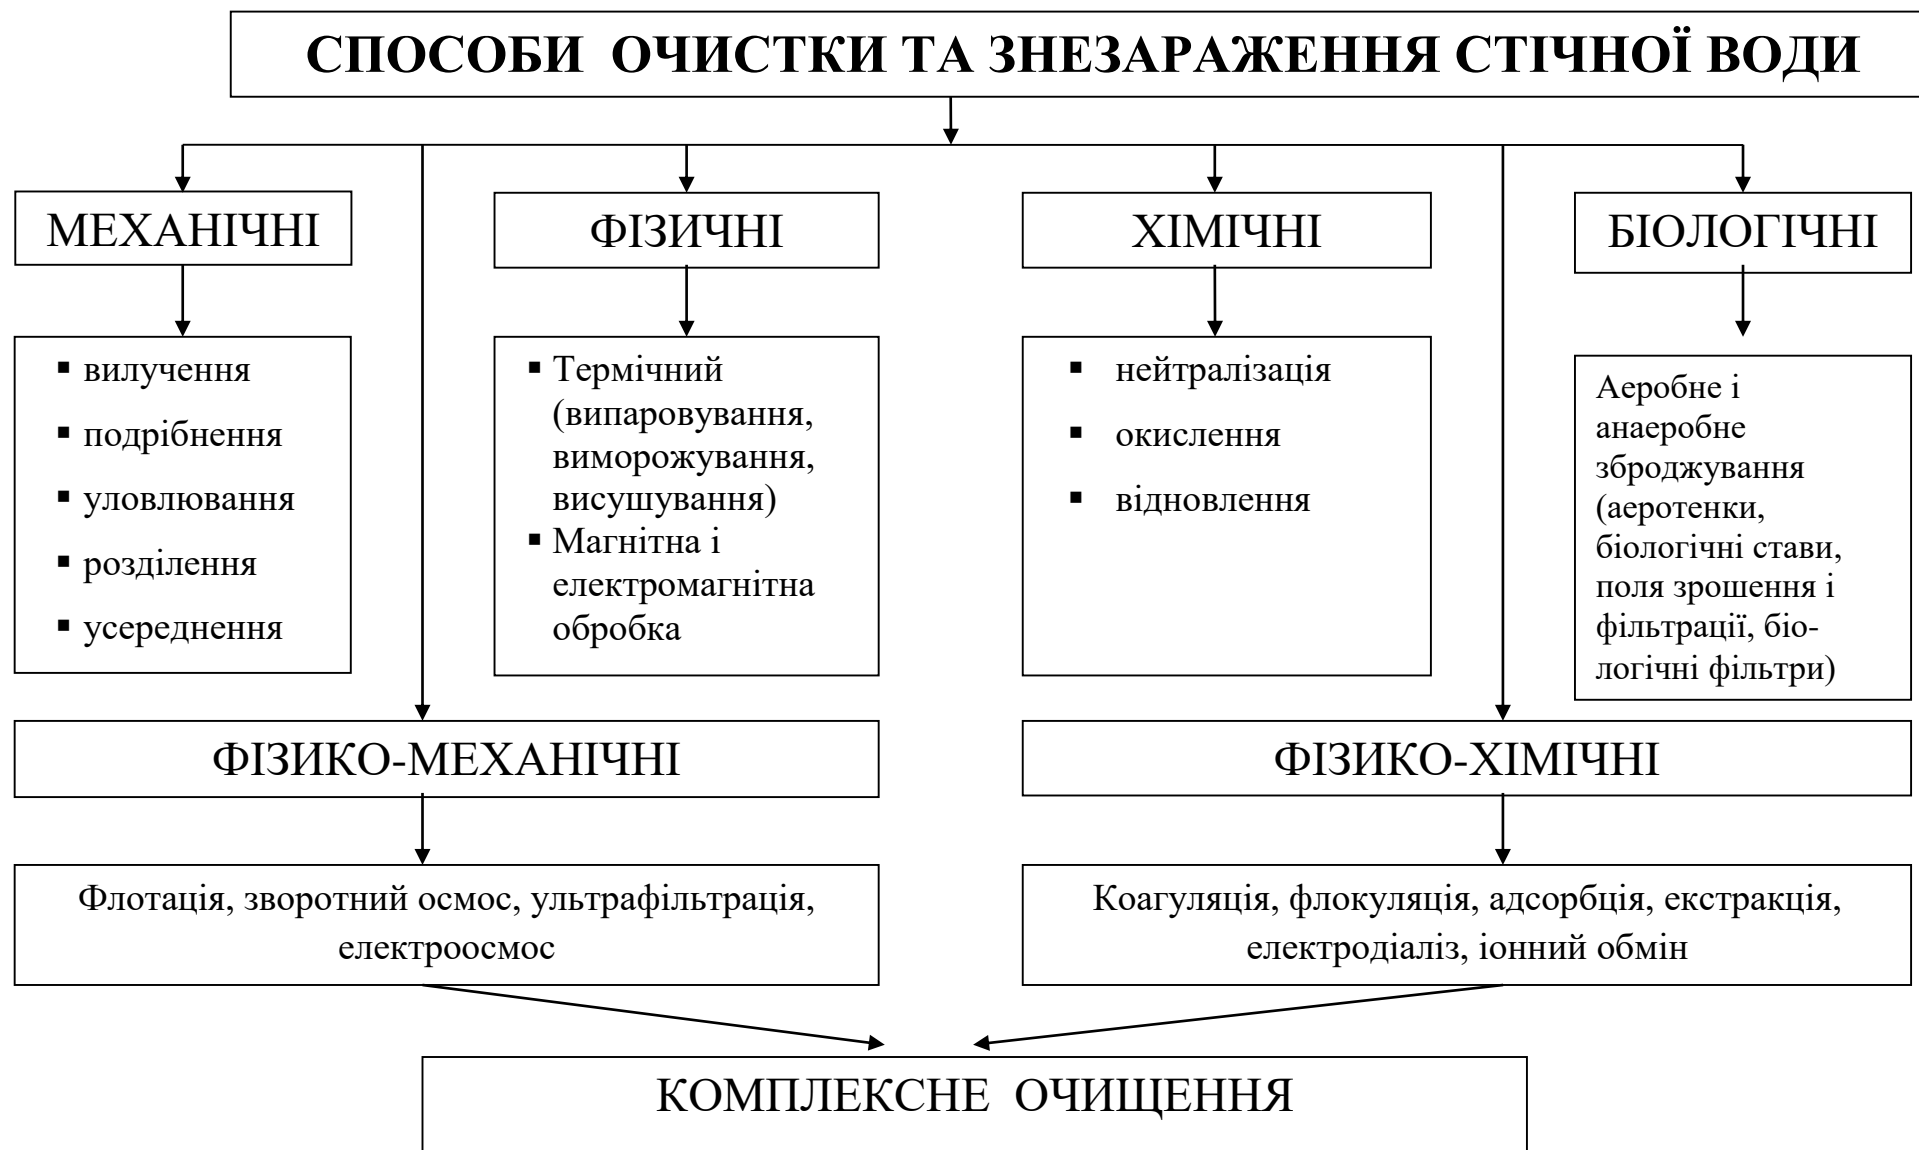 СПОСОБИ ОЧИСТКИ ТА ЗНЕЗАРАЖЕННЯ СТІЧНОЇ ВОДИ
МЕХАНІЧНІ
ФІЗИЧНІ
ХІМІЧНІ
БІОЛОГІЧНІ
▪ вилучення
▪ подрібнення
▪ уловлювання
▪ розділення
▪ усереднення
▪ Термічний
(випаровування,
виморожування,
висушування)
▪ Магнітна і
електромагнітна
обробка
▪ нейтралізація
▪ окислення
▪ відновлення
Аеробне і
анаеробне
зброджування
(аеротенки,
біологічні стави,
поля зрошення і
фільтрації, біо-
логічні фільтри)
ФІЗИКО-МЕХАНІЧНІ
ФІЗИКО-ХІМІЧНІ
Флотація, зворотний осмос, ультрафільтрація,
електроосмос
Коагуляція, флокуляція, адсорбція, екстракція,
електродіаліз, іонний обмін
КОМПЛЕКСНЕ ОЧИЩЕННЯ